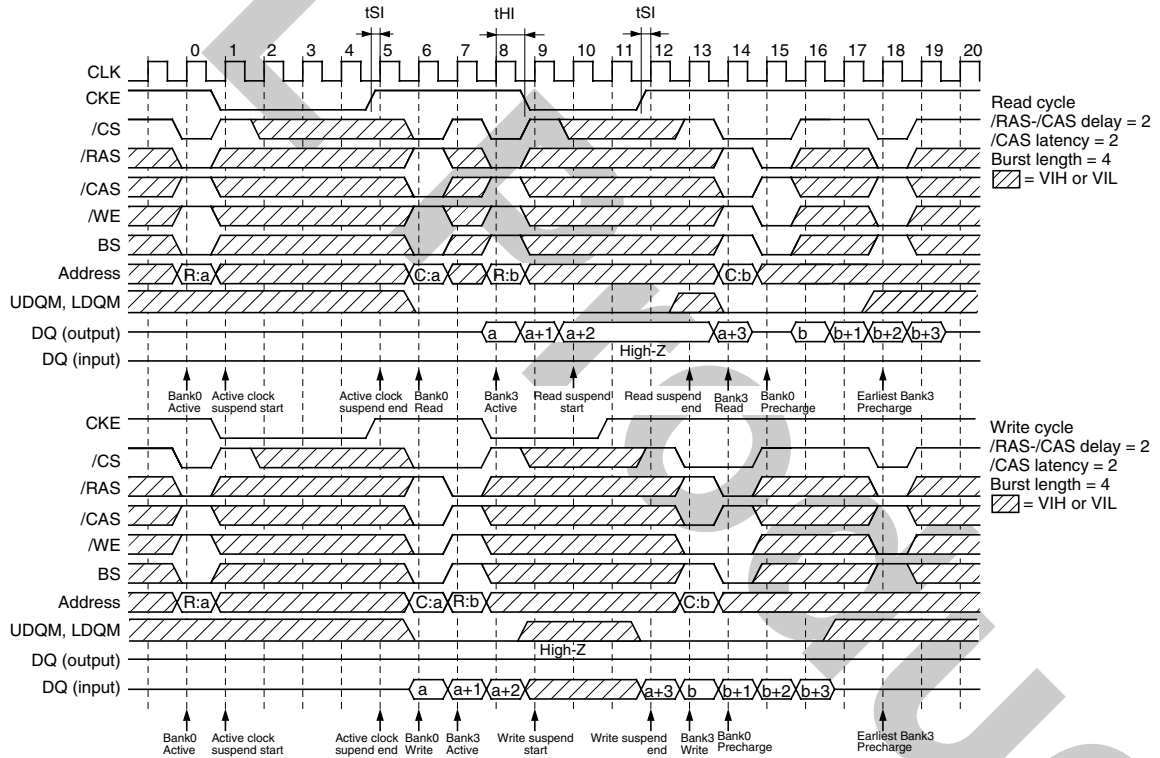 tSI tHI tSI
0 1 2 3 4 5 6 7 8 9 10 11 12 13 14 15 16 17 18 19 20
CLK
CKE
/CS
/RAS
/CAS
/WE
BS
Address R:a C:a R:b C:b
UDQM, LDQM
DQ (output) a a+1 a+2 a+3 b b+1 b+2 b+3
High-Z
DQ (input)
Read cycle
/RAS-/CAS delay = 2
/CAS latency = 2
Burst length = 4
= VIH or VIL
Bank0 Active
Active clock suspend start
Active clock suspend end
Bank0 Read
Bank3 Active
Read suspend start
Read suspend end
Bank3 Read
Bank0 Precharge
Earliest Bank3 Precharge
CKE
/CS
/RAS
/CAS
/WE
BS
Address R:a C:a R:b C:b
UDQM, LDQM
High-Z
DQ (output)
DQ (input) a a+1 a+2 a+3 b b+1 b+2 b+3
Write cycle
/RAS-/CAS delay = 2
/CAS latency = 2
Burst length = 4
= VIH or VIL
Bank0 Active
Active clock suspend start
Active clock supend end
Bank0 Write
Bank3 Active
Write suspend start
Write suspend end
Bank3 Write
Bank0 Precharge
Earliest Bank3 Precharge